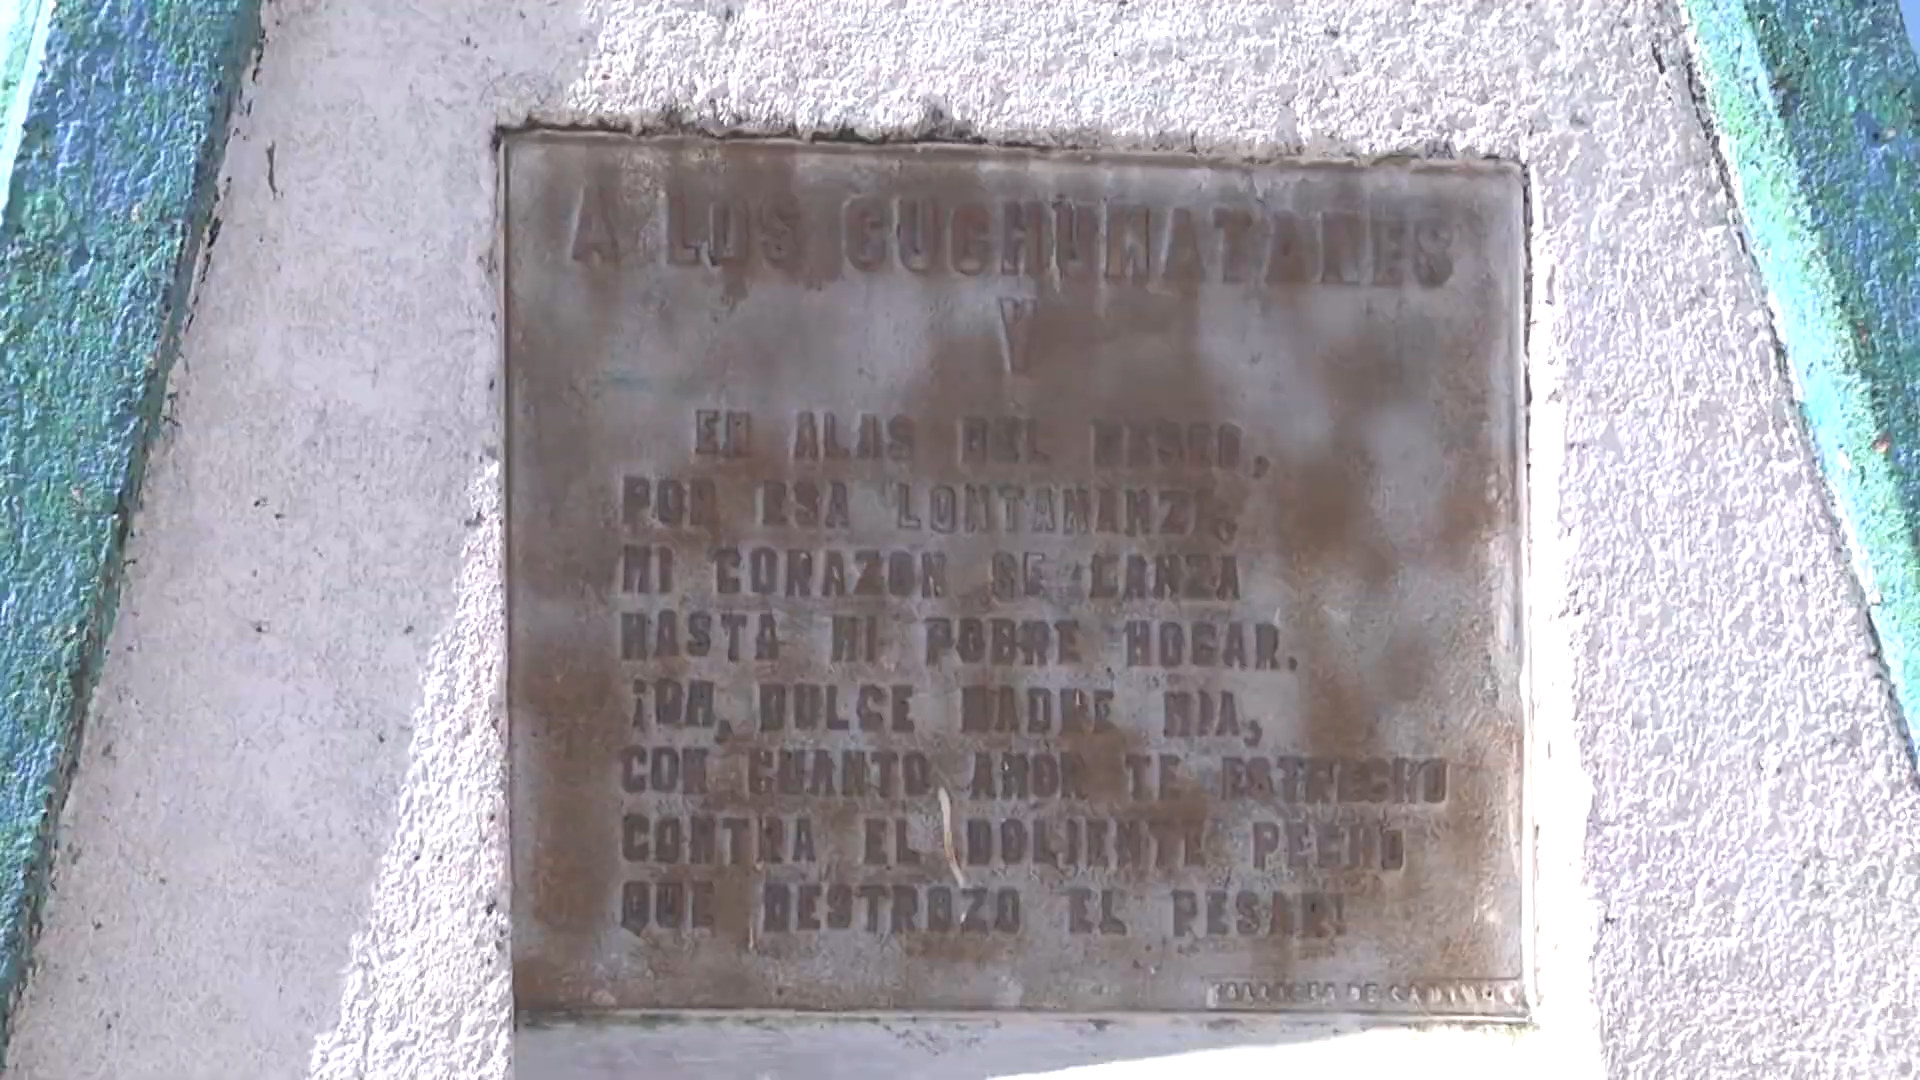 A LOS CUCHUMATANES
V
EN ALAS DEL DESEO,
POR ESA LONTANANZA,
MI CORAZON SE LANZA
HASTA MI POBRE HOGAR.
¡OH, DULCE MADRE MIA,
CON CUANTO AMOR TE ESTRECHO
CONTRA EL DOLIENTE PECHO
QUE DESTROZO EL PESAR!